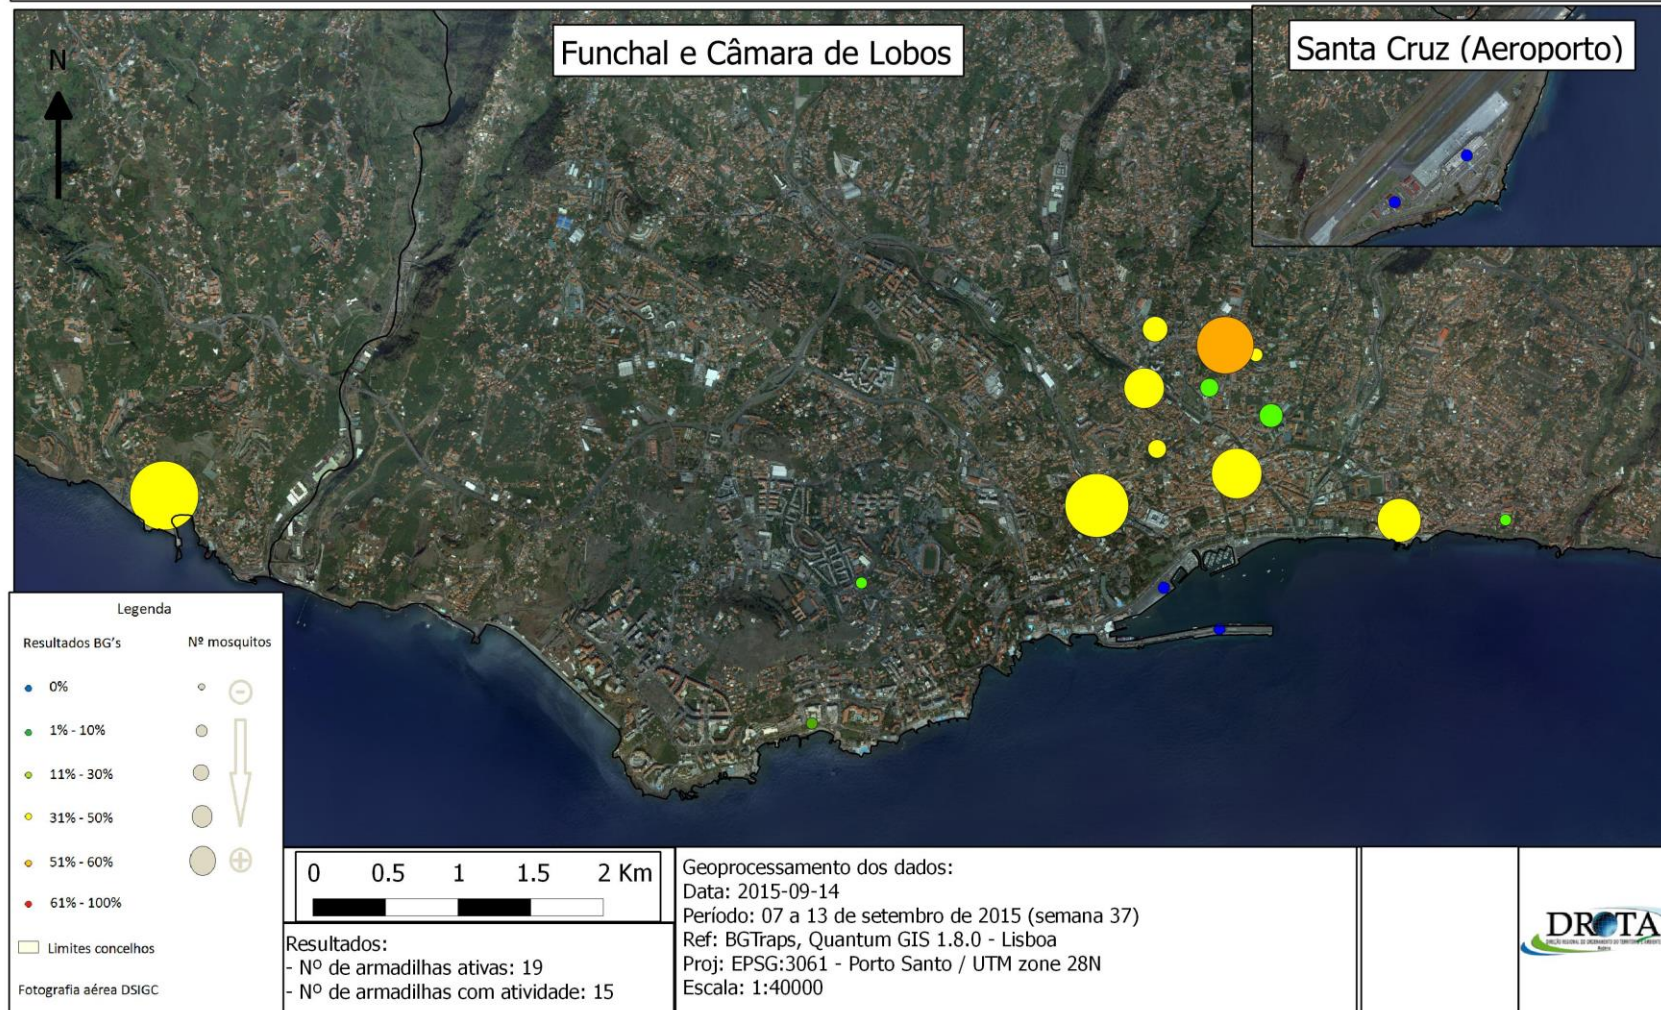 Funchal e Câmara de Lobos
Santa Cruz (Aeroporto)
N
Legenda
Resultados BG's
Nº mosquitos
0%
1% - 10%
11% - 30%
31% - 50%
51% - 60%
61% - 100%
Limites concelhos
Fotografia aérea DSIGC
0 0.5 1 1.5 2 Km
Resultados:
- Nº de armadilhas ativas: 19
- Nº de armadilhas com atividade: 15
Geoprocessamento dos dados:
Data: 2015-09-14
Período: 07 a 13 de setembro de 2015 (semana 37)
Ref: BGTraps, Quantum GIS 1.8.0 - Lisboa
Proj: EPSG:3061 - Porto Santo / UTM zone 28N
Escala: 1:40000
DROTA